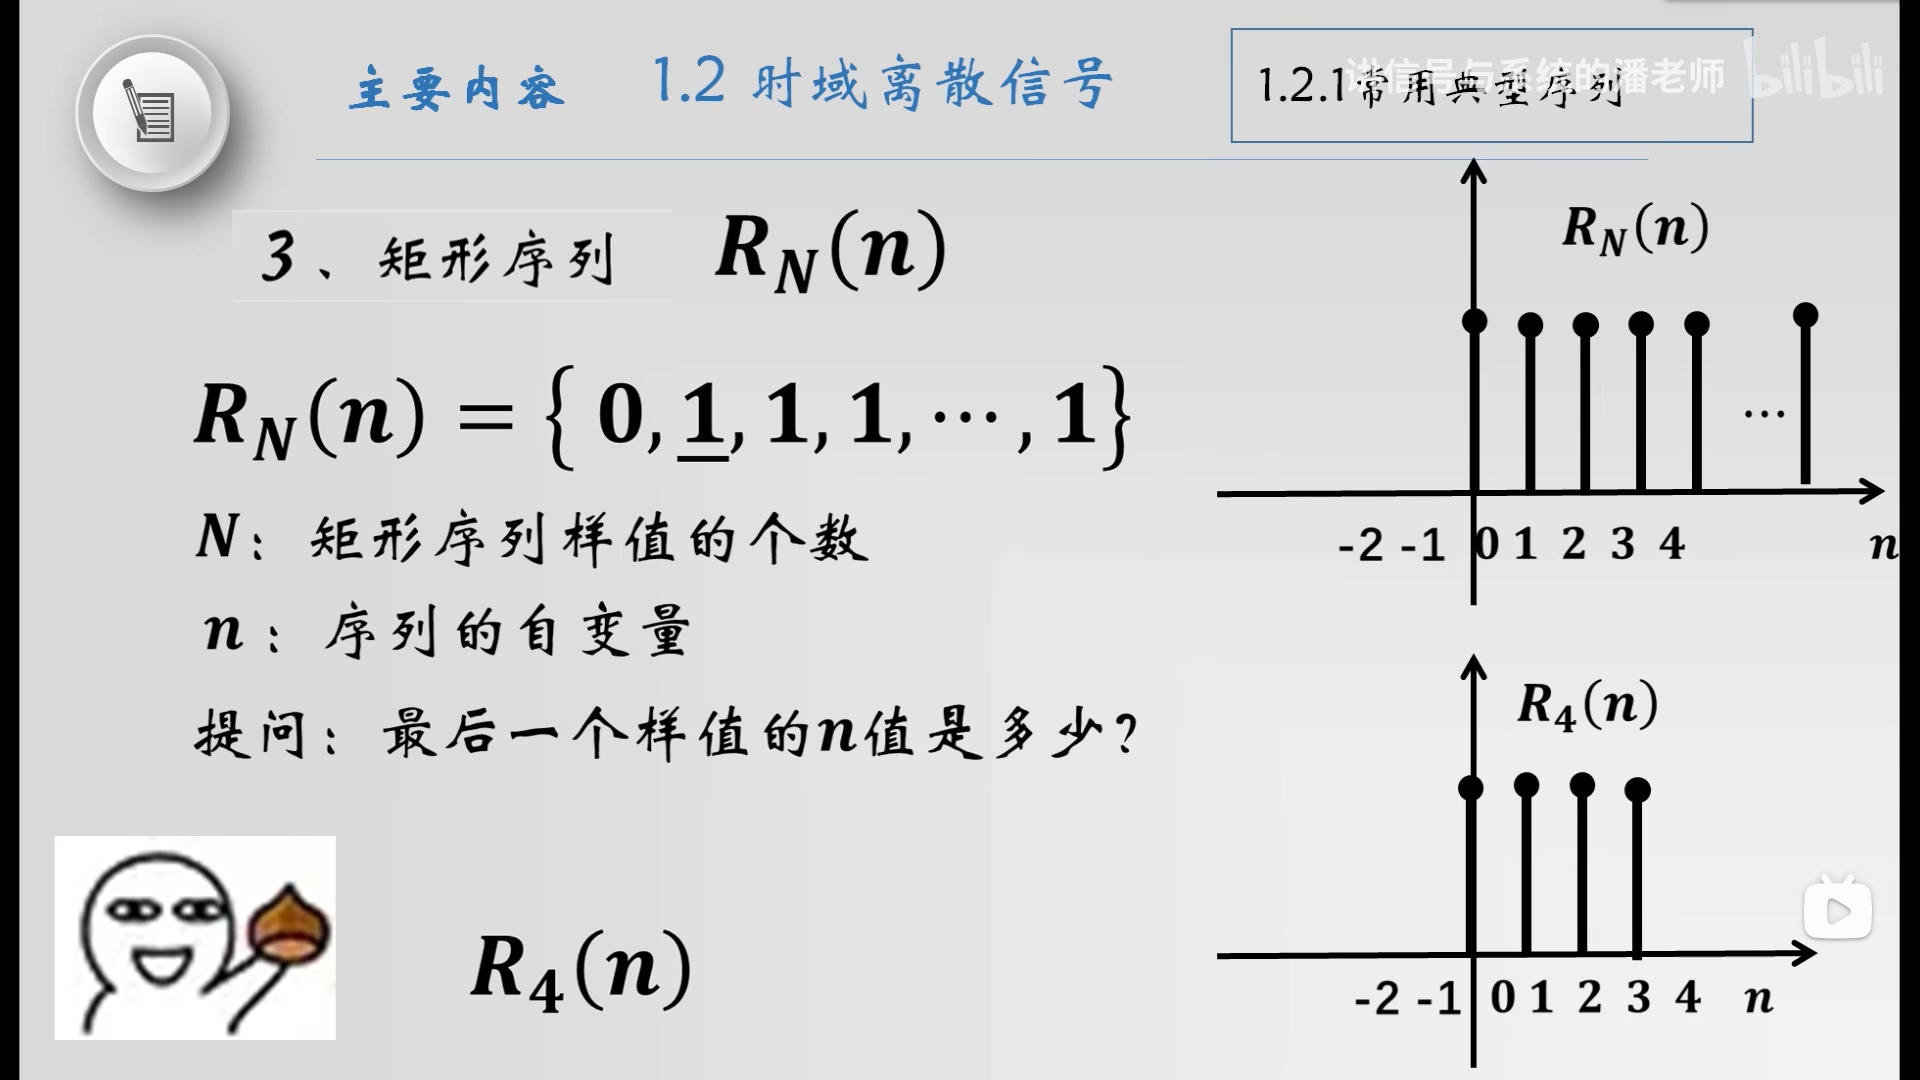 主要内容 1.2 时域离散信号
1.2.1常用典型序列
讲信号与系统的潘老师 bilibili
3、矩形序列 R_N(n)
R_N(n) = { 0, 1, 1, 1, ⋯, 1}
N：矩形序列样值的个数
n：序列的自变量
提问：最后一个样值的n值是多少?
R_4(n)
R_N(n)
...
-2 -1 0 1 2 3 4 n
R_4(n)
-2 -1 0 1 2 3 4 n